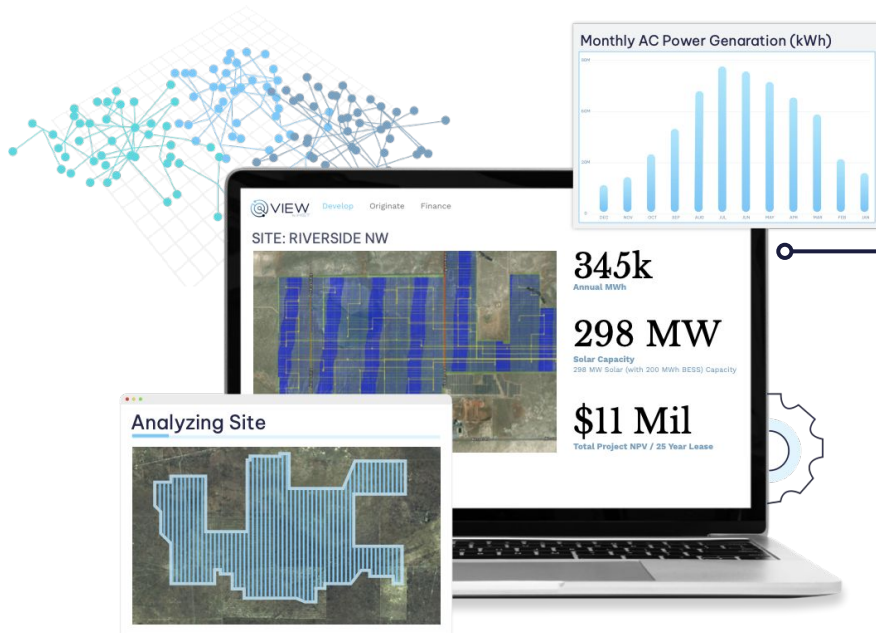 Monthly AC Power Genaration (kWh)
DEC NOV OCT SEP AUG JUL JUN MAY APR MAR FEB JAN
VIEW
Develop Originate Finance
SITE: RIVERSIDE NW
345k
Annual MWh
298 MW
Solar Capacity
298 MW Solar (with 200 MWh BESS) Capacity
$11 Mil
Total Project NPV / 25 Year Lease
Analyzing Site